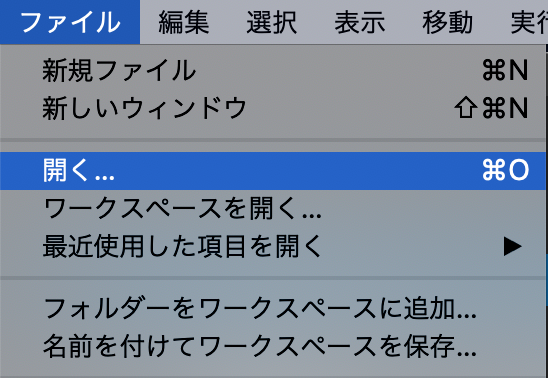 ファイル 編集 選択 表示 移動 実行
新規ファイル ⌘N
新しいウィンドウ ⇧⌘N
開く... ⌘O
ワークスペースを開く...
最近使用した項目を開く ▶
フォルダーをワークスペースに追加...
名前を付けてワークスペースを保存...